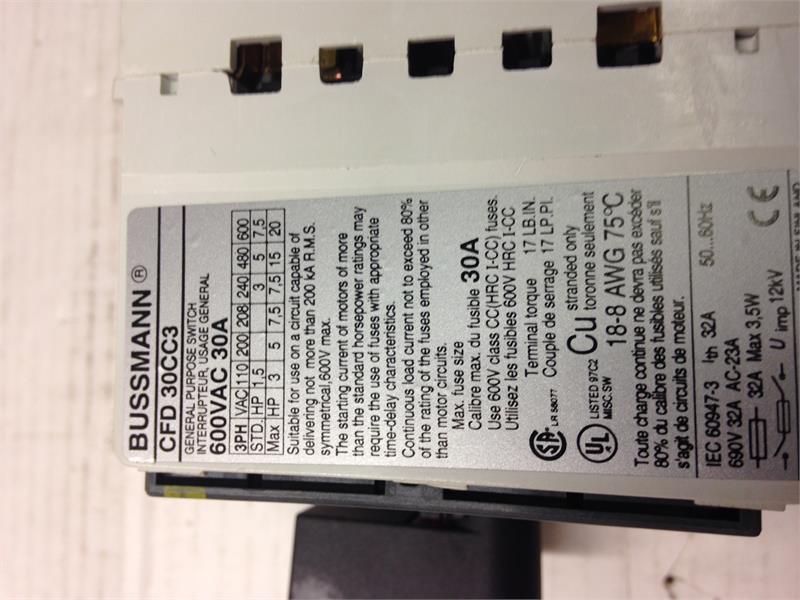 BUSSMANN ®
CFD 30CC3
GENERAL PURPOSE SWITCH
INTERRUPTEUR, USAGE GENERAL
600VAC 30A
3PH VAC 110 200 208 240 480 600
STD. HP 1,5 3 5 7,5
Max HP 3 5 7,5 7,5 15 20
Suitable for use on a circuit capable of
delivering not more than 200 kA R.M.S.
symmetrical,600V max.
The starting current of motors of more
than the standard horsepower ratings may
require the use of fuses with appropriate
time-delay characteristics.
Continuous load current not to exceed 80%
of the rating of the fuses employed in other
than motor circuits.
Max. fuse size
Calibre max. du fusible 30A
Use 600V class CC(HRC I-CC) fuses.
Utilisez les fusibles 600V HRC I-CC
Terminal torque 17 LB.IN.
Couple de serrage 17 LP.PI.
SA LR 58077
UL LISTED 97C2
MISC. SW
Cu stranded only
toronne seulement
18-8 AWG 75°C
Toute charge continue ne devra pas excéder
80% du calibre des fusibles utilisés sauf s'il
s'agit de circuits de moteur.
IEC 60947-3 Ith 32A 50...60Hz
690V 32A AC-23A
32A Max 3,5W CE
U imp 12kV